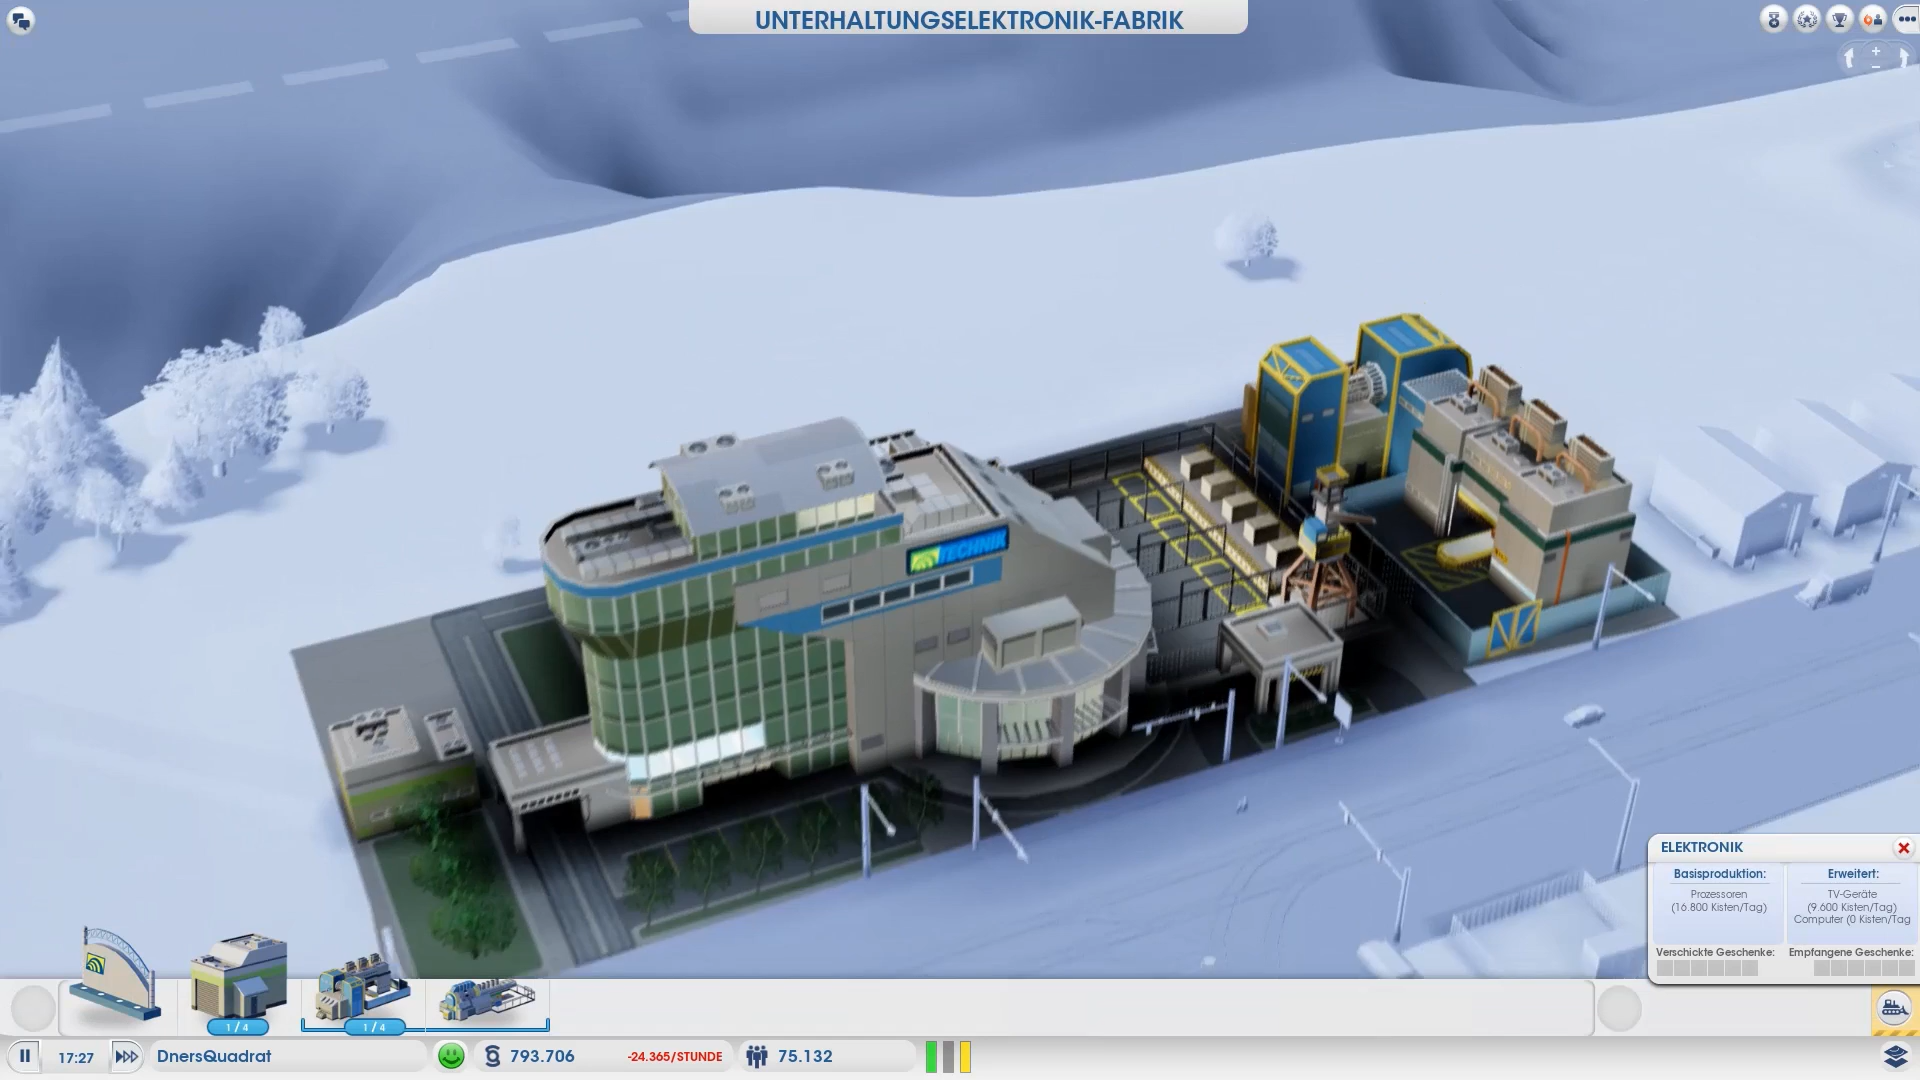 UNTERHALTUNGSELEKTRONIK-FABRIK
TECHNIK
ELEKTRONIK
Basisproduktion:
Prozessoren
(16.800 Kisten/Tag)
Erweitert:
TV-Geräte
(9.600 Kisten/Tag)
Computer (0 Kisten/Tag
Verschickte Geschenke:
Empfangene Geschenke:
1 / 4
1 / 4
17:27
DnersQuadrat
793.706
-24.365/STUNDE
75.132